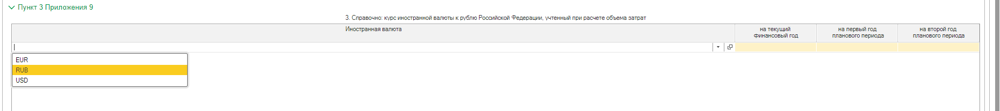 Пункт 3 Приложения 9
3. Справочно: курс иностранной валюты к рублю Российской Федерации, учтенный при расчете объема затрат
Иностранная валюта
на текущий
финансовый год
на первый год
планового периода
на второй год
планового периода
EUR
RUB
USD